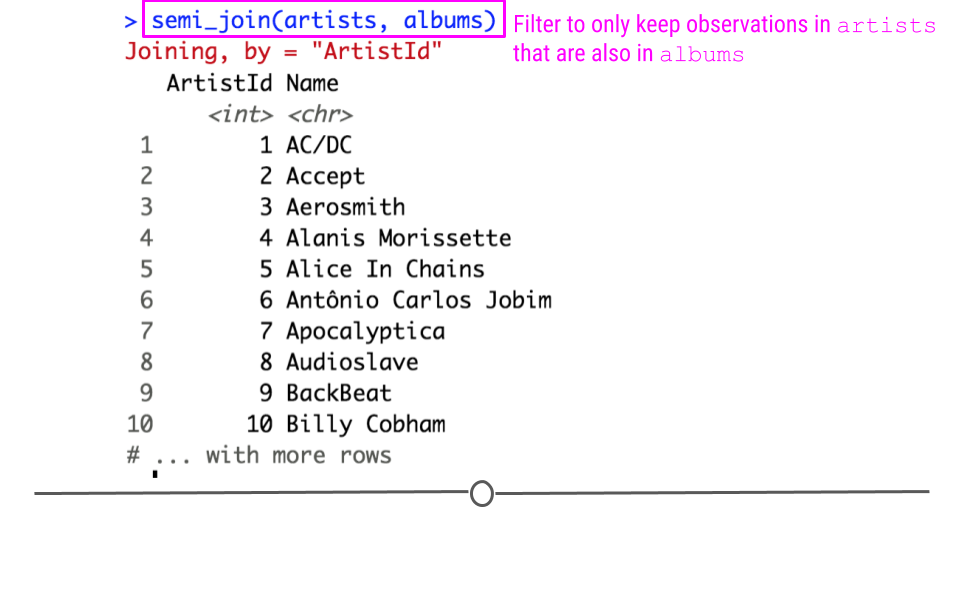 > semi_join(artists, albums)
Filter to only keep observations in artists
that are also in albums
Joining, by = "ArtistId"
ArtistId Name
<int> <chr>
1 1 AC/DC
2 2 Accept
3 3 Aerosmith
4 4 Alanis Morissette
5 5 Alice In Chains
6 6 Antônio Carlos Jobim
7 7 Apocalyptica
8 8 Audioslave
9 9 BackBeat
10 10 Billy Cobham
# ... with more rows